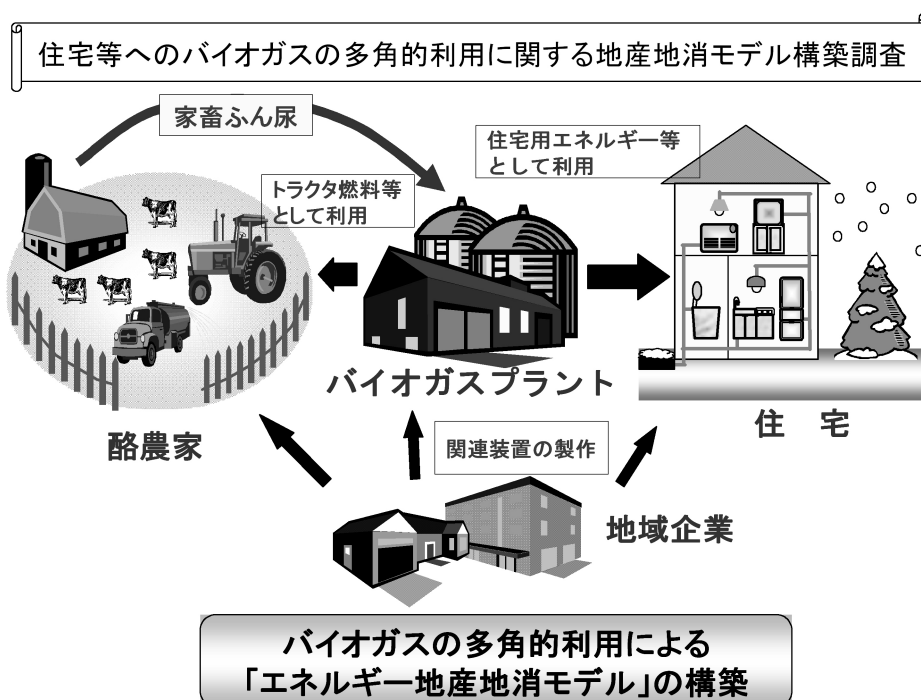 住宅等へのバイオガスの多角的利用に関する地産地消モデル構築調査
家畜ふん尿
住宅用エネルギー等
として利用
トラクタ燃料等
として利用
バイオガスプラント
酪農家
住 宅
関連装置の製作
地域企業
バイオガスの多角的利用による
「エネルギー地産地消モデル」の構築